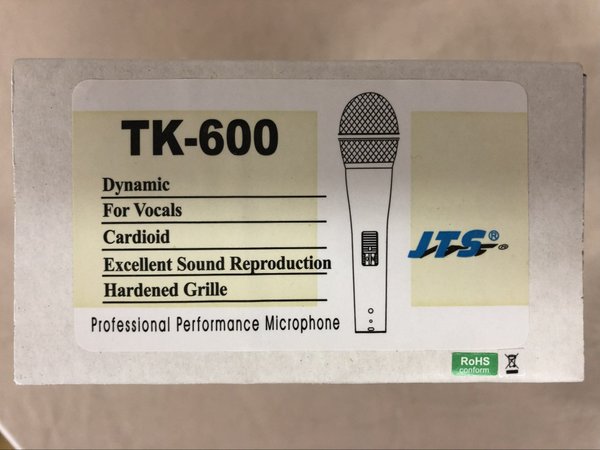 TK-600
Dynamic
For Vocals
Cardioid
Excellent Sound Reproduction
Hardened Grille
Professional Performance Microphone
JTS®
RoHS
conform